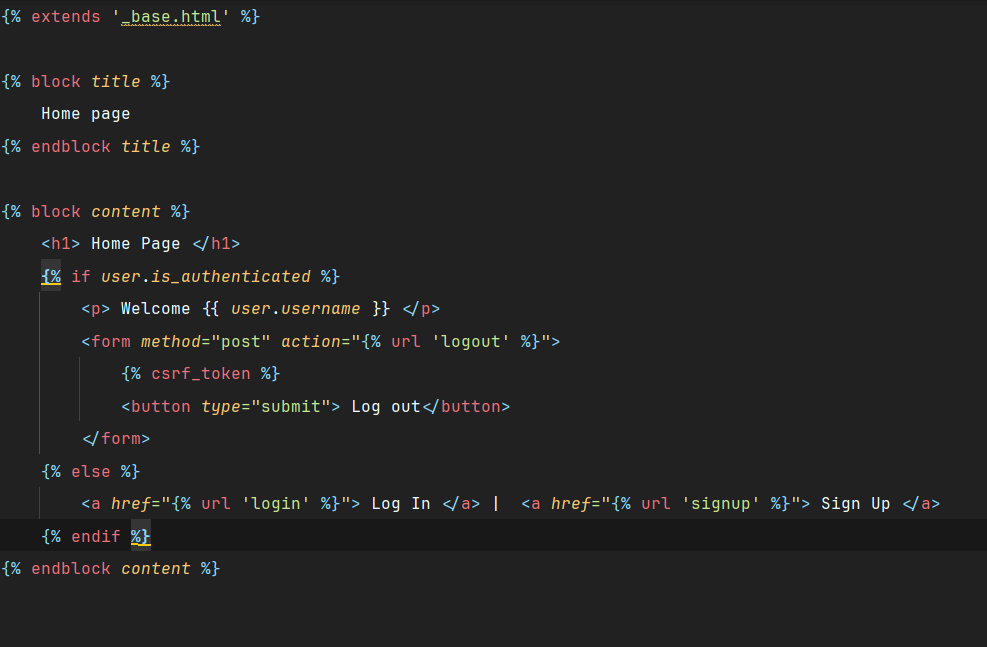 {% extends '_base.html' %}
{% block title %}
    Home page
{% endblock title %}
{% block content %}
    <h1> Home Page </h1>
    {% if user.is_authenticated %}
        <p> Welcome {{ user.username }} </p>
        <form method="post" action="{% url 'logout' %}">
            {% csrf_token %}
            <button type="submit"> Log out</button>
        </form>
    {% else %}
        <a href="{% url 'login' %}"> Log In </a> |  <a href="{% url 'signup' %}"> Sign Up </a>
    {% endif %}
{% endblock content %}